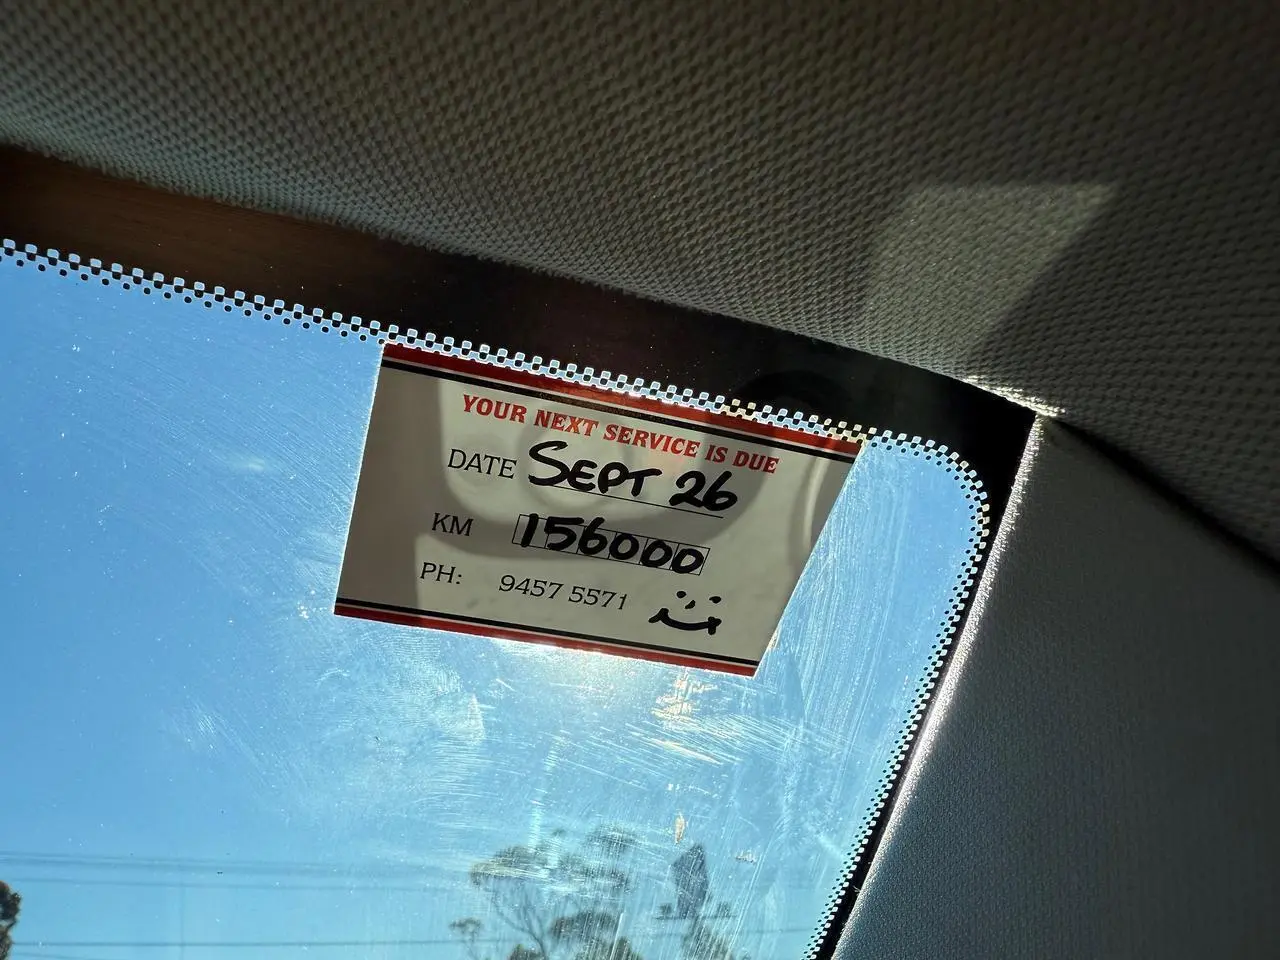 YOUR NEXT SERVICE IS DUE
DATE SEPT 26
KM 156000
PH: 9457 5571